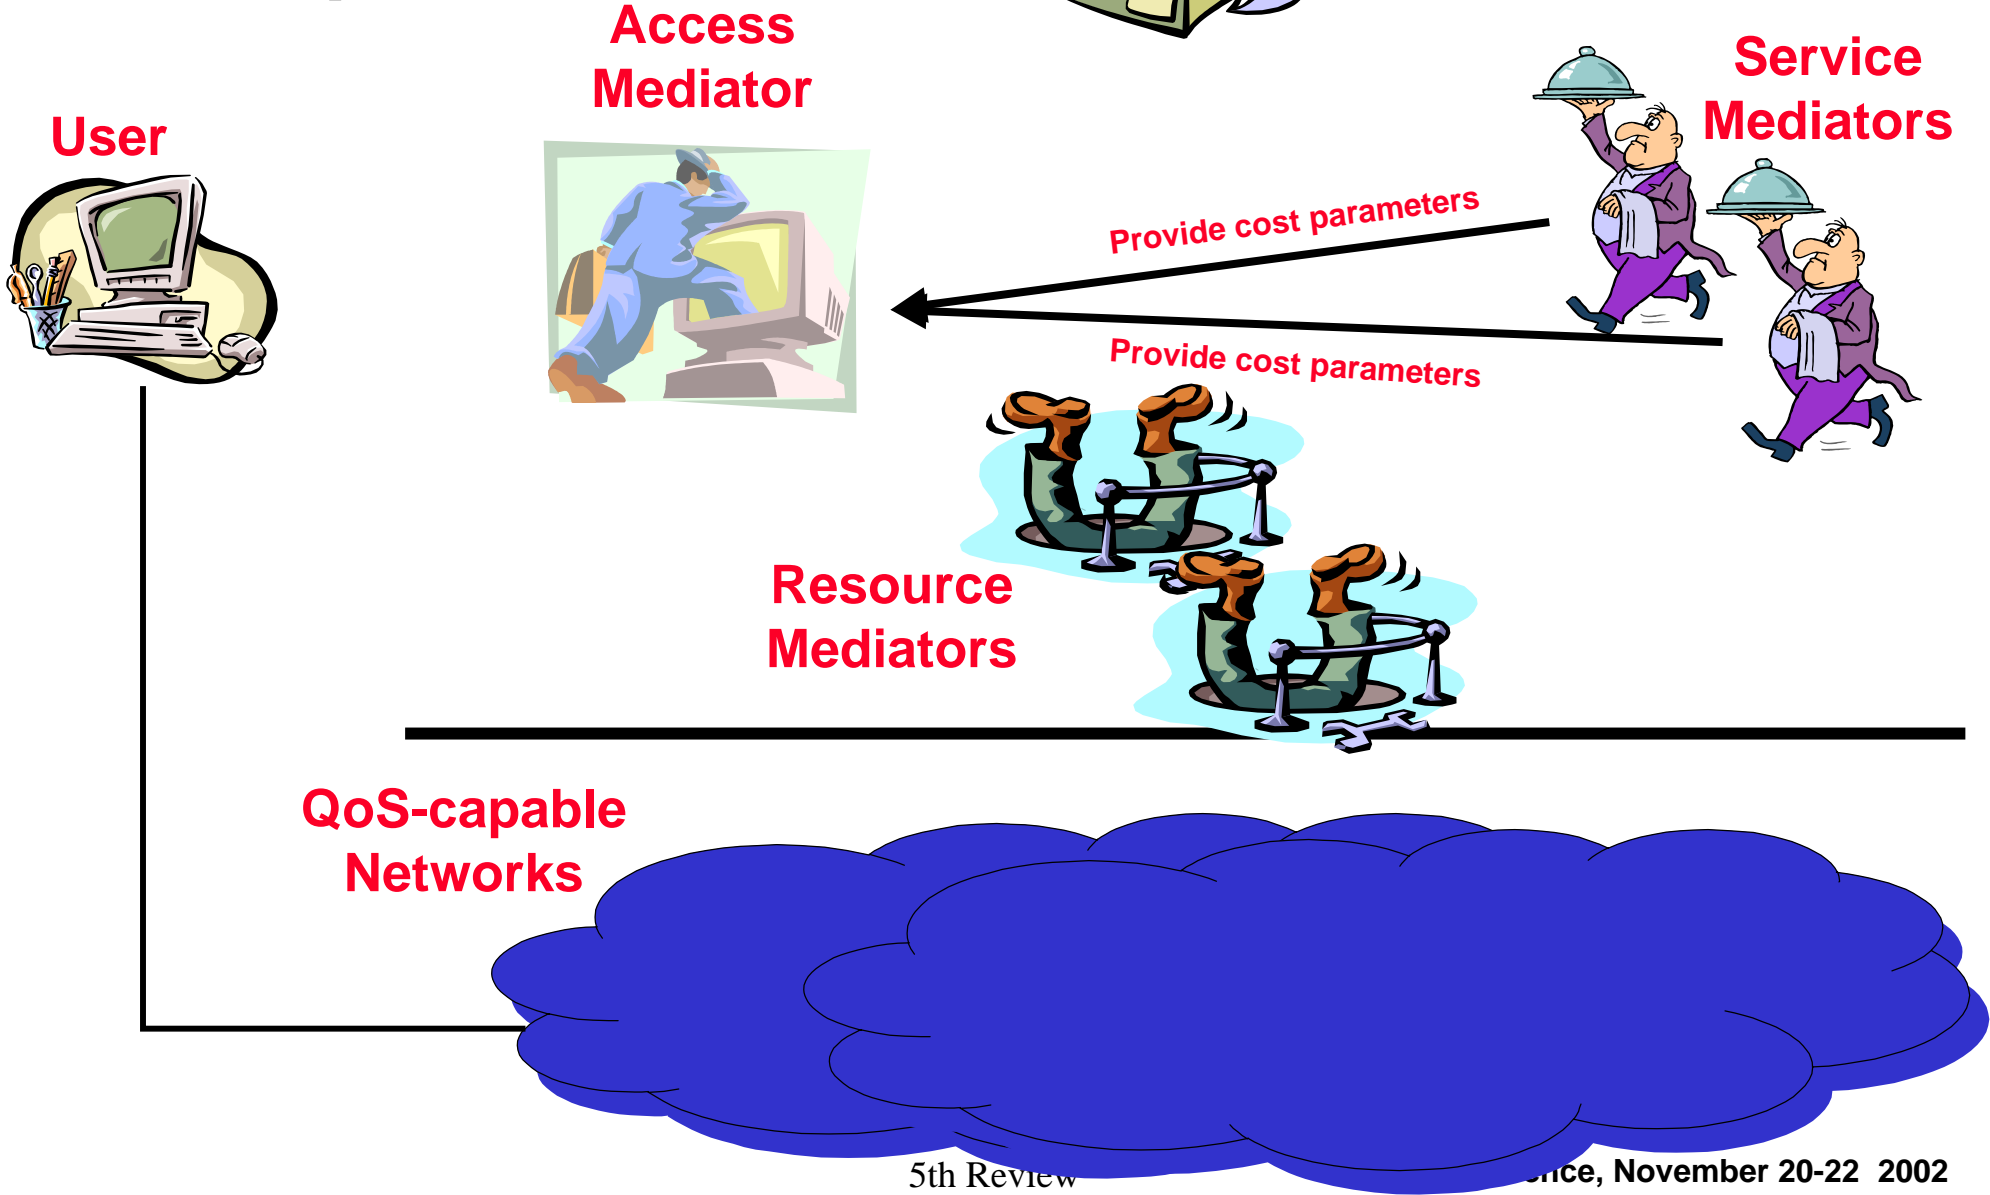 Access
Mediator
Service
Mediators
User
Provide cost parameters
Provide cost parameters
Resource
Mediators
QoS-capable
Networks
5th Review
November 20-22 2002